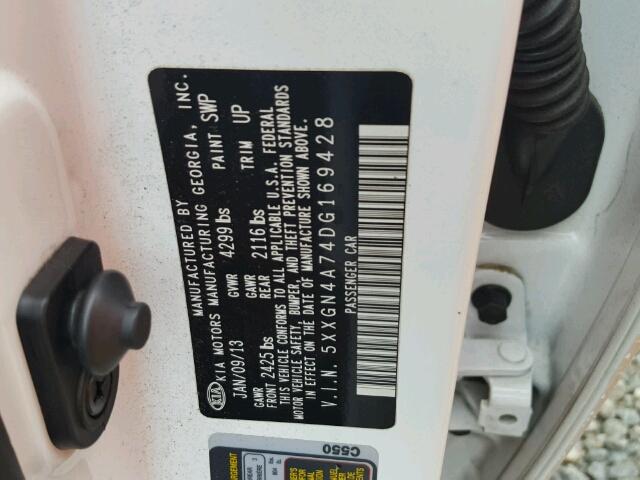 MANUFACTURED BY
KIA KIA MOTORS MANUFACTURING GEORGIA, INC.
JAN/09/13 GVWR 4299 lbs PAINT SWP
GAWR FRONT 2425 lbs GAWR REAR 2116 lbs TRIM UP
THIS VEHICLE CONFORMS TO ALL APPLICABLE U.S.A. FEDERAL
MOTOR VEHICLE SAFETY, BUMPER, AND THEFT PREVENTION STANDARDS
IN EFFECT ON THE DATE OF MANUFACTURE SHOWN ABOVE.
V.I.N. 5XXGN4A74DG169428
PASSENGER CAR
C550